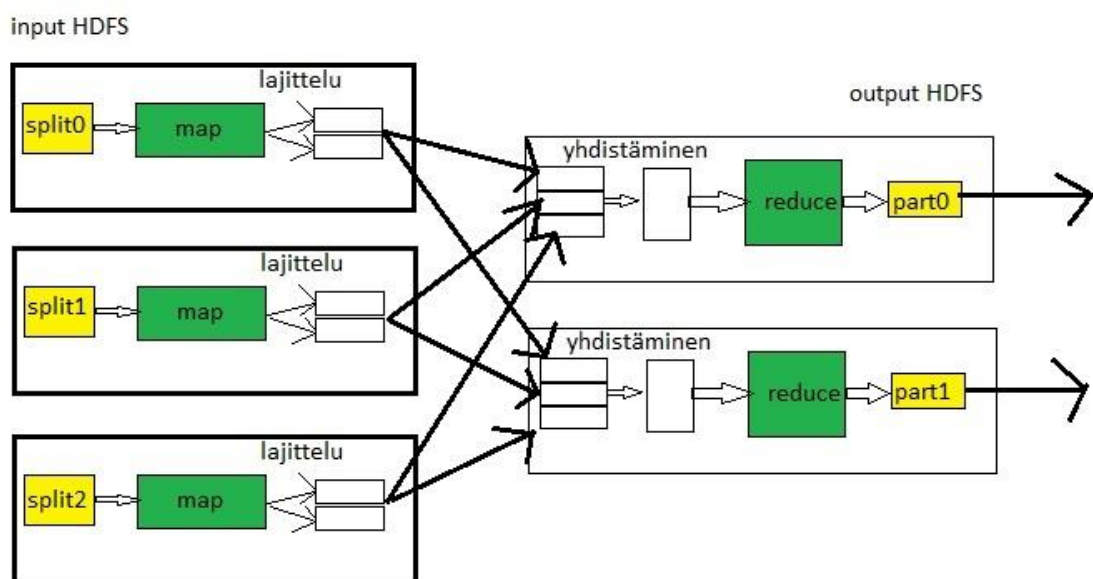 input HDFS
lajittelu
split0
map
output HDFS
yhdistäminen
reduce
part0
lajittelu
split1
map
yhdistäminen
reduce
part1
lajittelu
split2
map